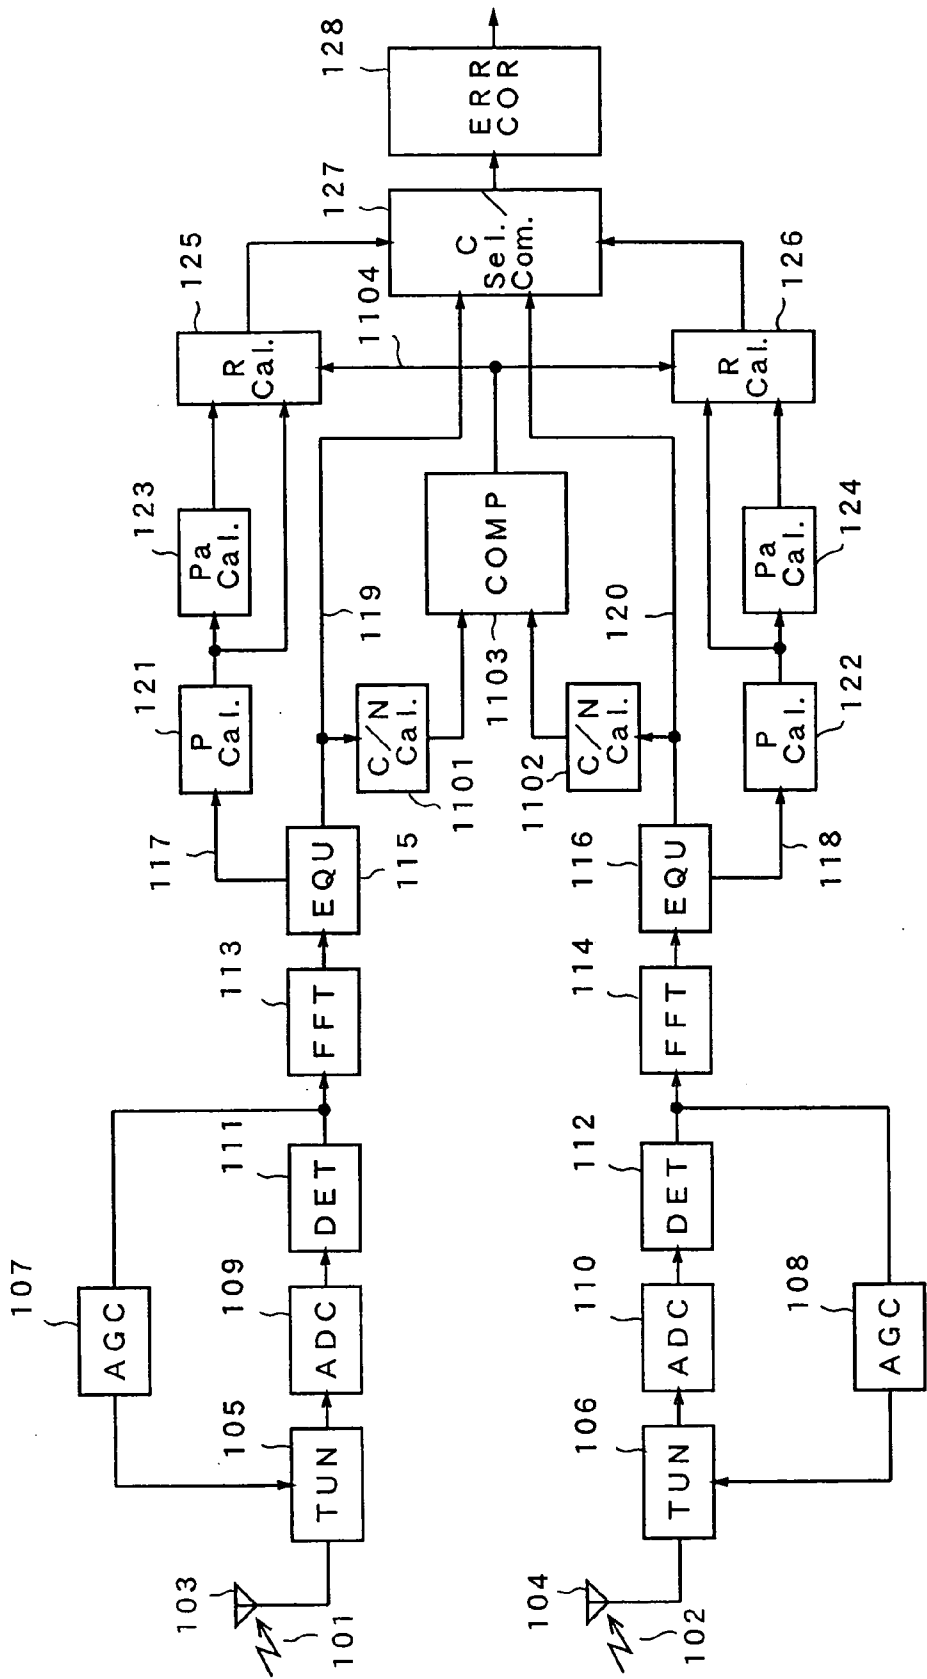 107
AGC
103
101
105
TUN
109
ADC
111
DET
113
FFT
115
EQU
117
121
P
Cal.
123
Pa
Cal.
125
R
Cal.
119
C/N
Cal.
1101
1103
COMP
1104
127
C
Sel./
Com.
128
ERR
COR
104
102
106
TUN
110
ADC
112
DET
114
FFT
116
EQU
1102
C/N
Cal.
120
118
122
P
Cal.
124
Pa
Cal.
126
R
Cal.
108
AGC